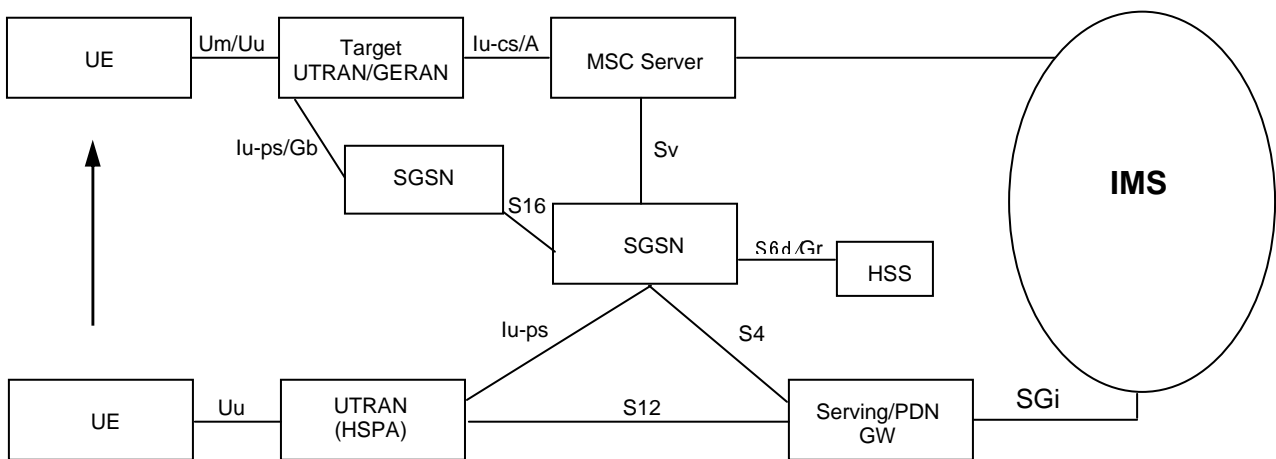 UE
Um/Uu
Target
UTRAN/GERAN
Iu-cs/A
MSC Server
Iu-ps/Gb
Sv
SGSN
IMS
S16
SGSN
S6d/Gr
HSS
Iu-ps
S4
UE
Uu
UTRAN
(HSPA)
S12
Serving/PDN
GW
SGi